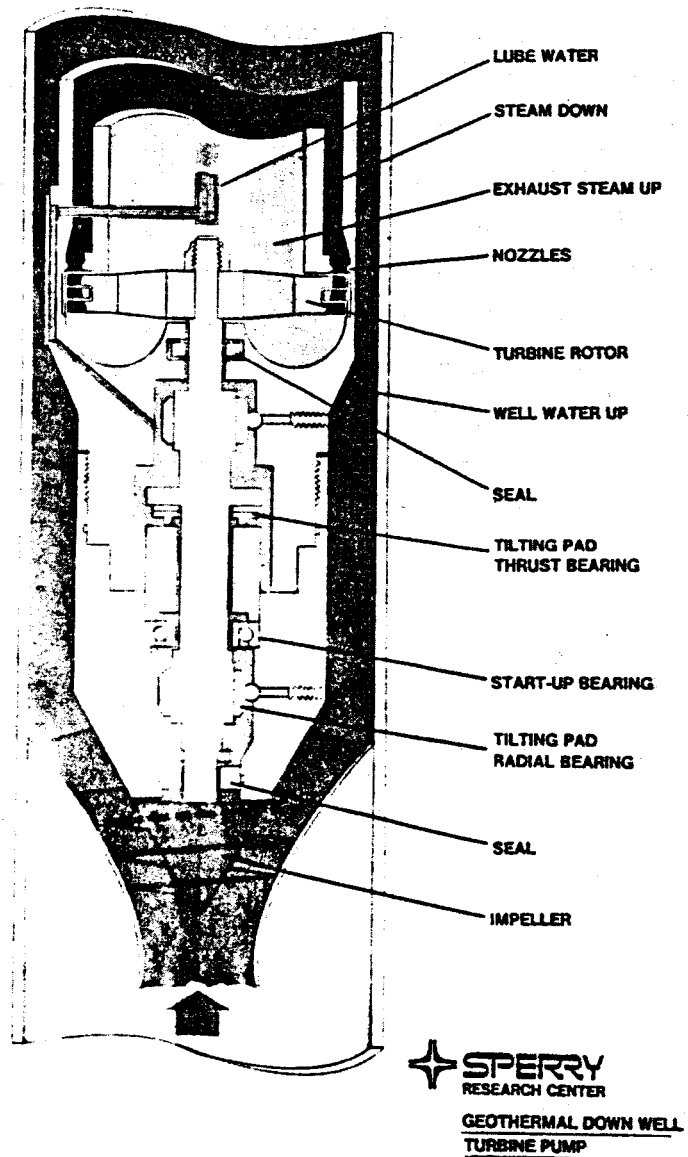 LUBE WATER
STEAM DOWN
EXHAUST STEAM UP
NOZZLES
TURBINE ROTOR
WELL WATER UP
SEAL
TILTING PAD
THRUST BEARING
START-UP BEARING
TILTING PAD
RADIAL BEARING
SEAL
IMPELLER
SPERRY
RESEARCH CENTER
GEOTHERMAL DOWN WELL
TURBINE PUMP